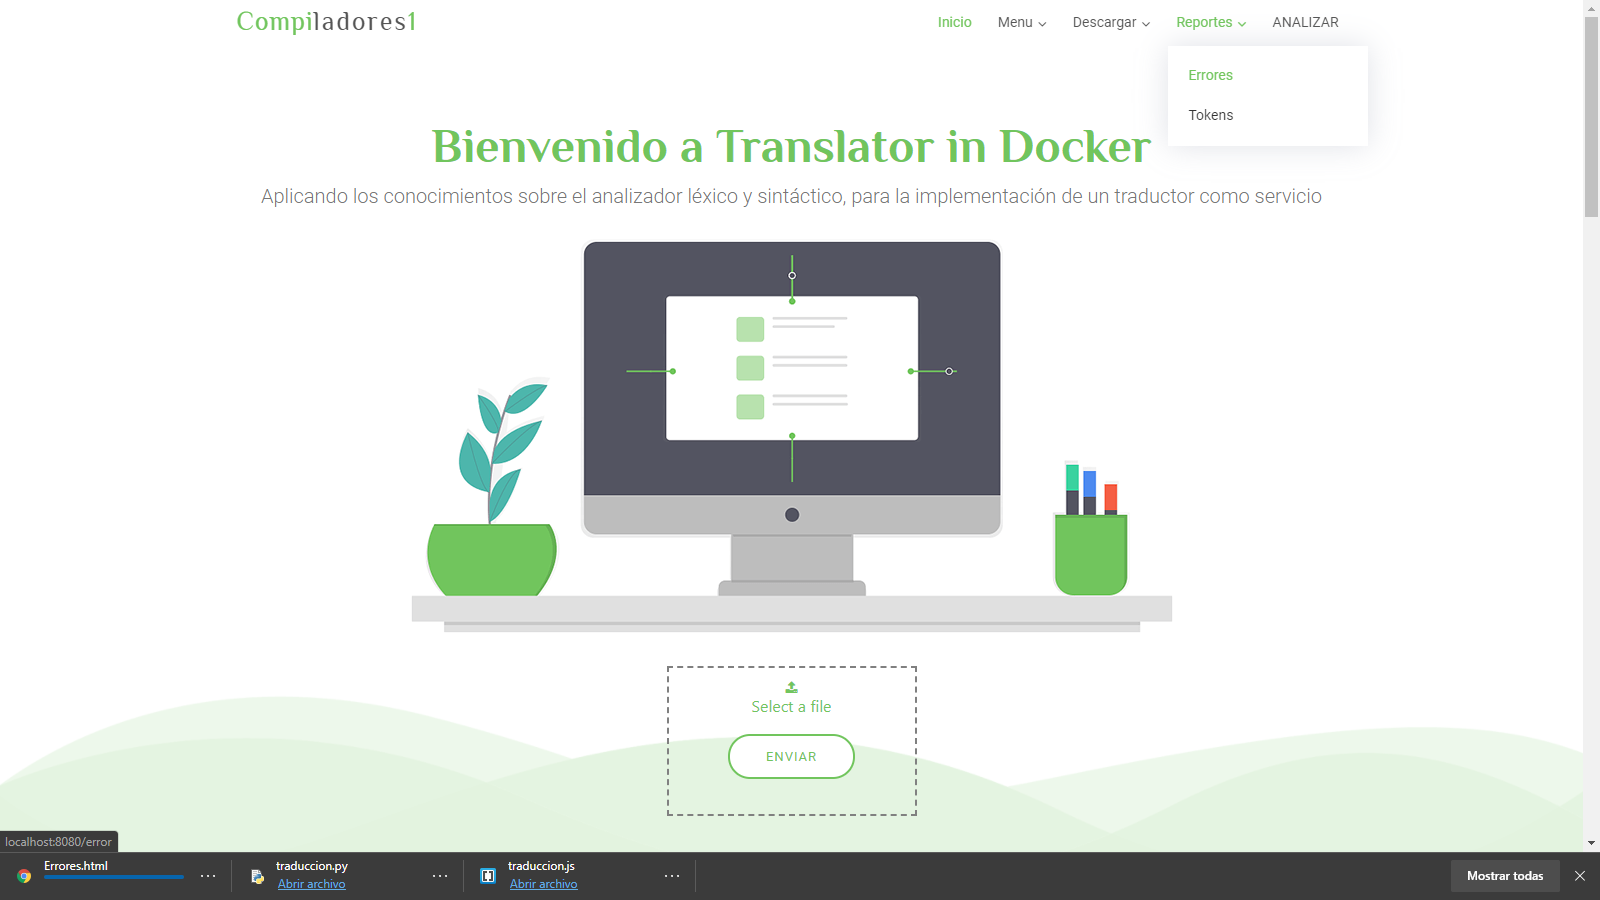 Compiladores1
Inicio Menu Descargar Reportes ANALIZAR
Errores
Tokens
Bienvenido a Translator in Docker
Aplicando los conocimientos sobre el analizador léxico y sintáctico, para la implementación de un traductor como servicio
Select a file
ENVIAR
localhost:8080/error
Errores.html
traduccion.py
Abrir archivo
traduccion.js
Abrir archivo
Mostrar todas